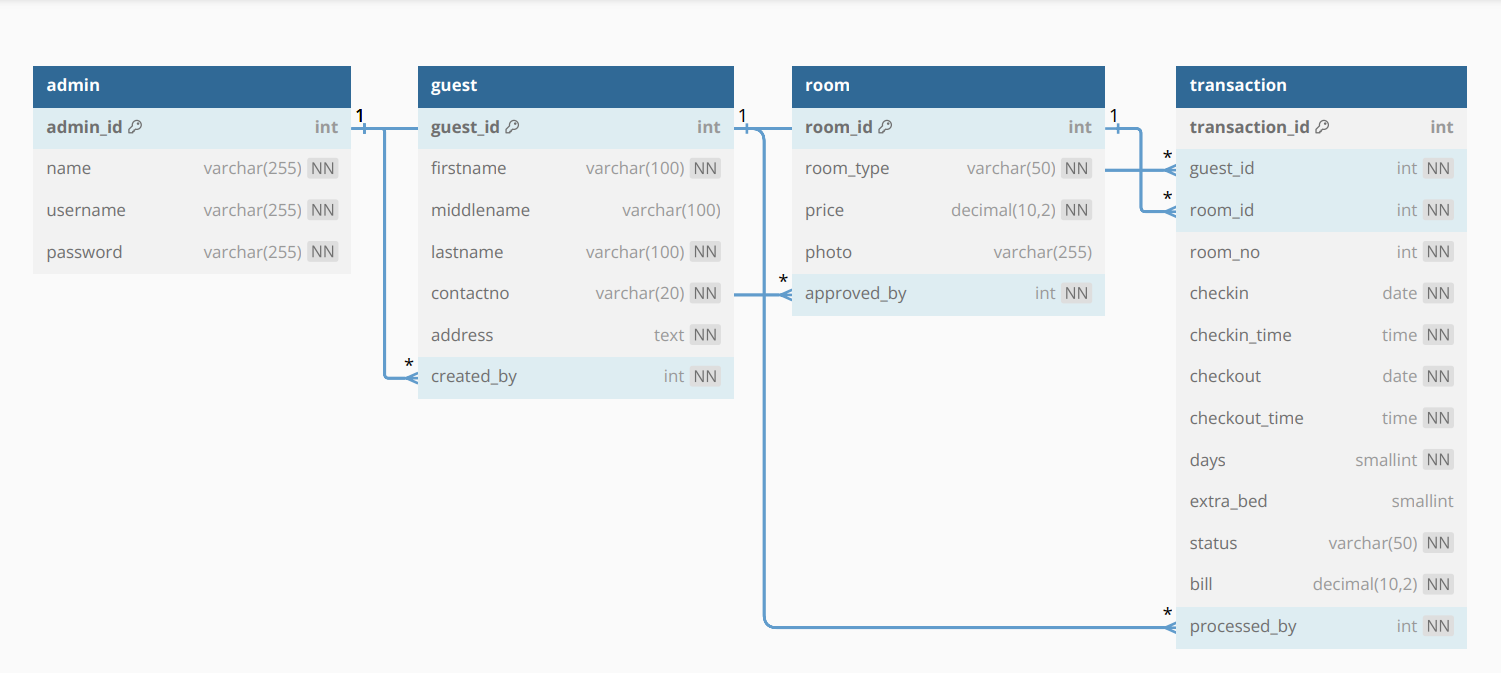 admin
admin_id int
name varchar(255) NN
username varchar(255) NN
password varchar(255) NN
1
guest
guest_id int
firstname varchar(100) NN
middlename varchar(100)
lastname varchar(100) NN
contactno varchar(20) NN
address text NN
* created_by int NN
1
room
room_id int
room_type varchar(50) NN
price decimal(10,2) NN
photo varchar(255)
* approved_by int NN
1
transaction
transaction_id int
* guest_id int NN
* room_id int NN
room_no int NN
checkin date NN
checkin_time time NN
checkout date NN
checkout_time time NN
days smallint NN
extra_bed smallint
status varchar(50) NN
bill decimal(10,2) NN
* processed_by int NN